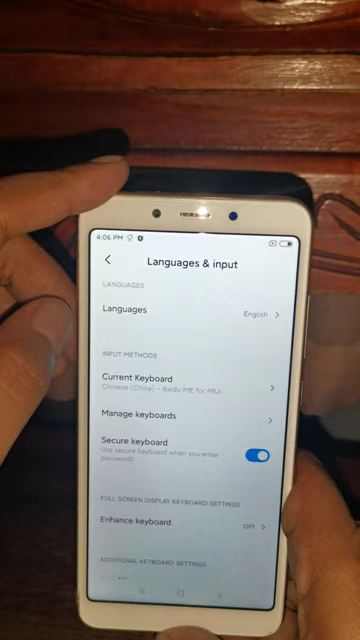 4:06 PM
Languages & input
LANGUAGES
Languages
English
INPUT METHODS
Current Keyboard
Chinese (China) - Baidu IME for MIUI
Manage keyboards
Secure keyboard
Use secure keyboard when you enter
passwords
FULL SCREEN DISPLAY KEYBOARD SETTINGS
Enhance keyboard
Off
ADDITIONAL KEYBOARD SETTINGS